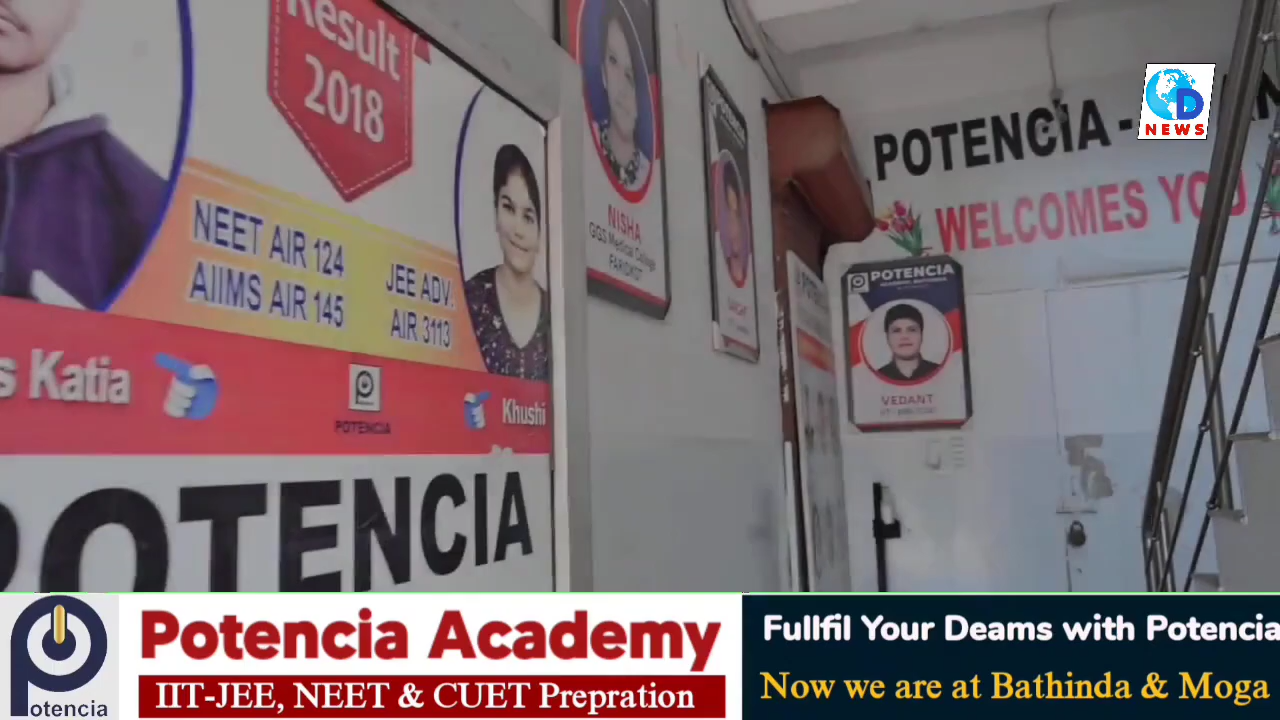 Result
2018
NEET AIR 124
AIIMS AIR 145
JEE ADV.
AIR 3113
s Katia
POTENCIA
Khushi
POTENCIA
NISHA
GGS Medical College
FARIDKOT
POTENCIA -
WELCOMES YOU
POTENCIA
VEDANT
D
NEWS
Potencia
Potencia Academy
IIT-JEE, NEET & CUET Prepration
Fullfil Your Deams with Potencia
Now we are at Bathinda & Moga